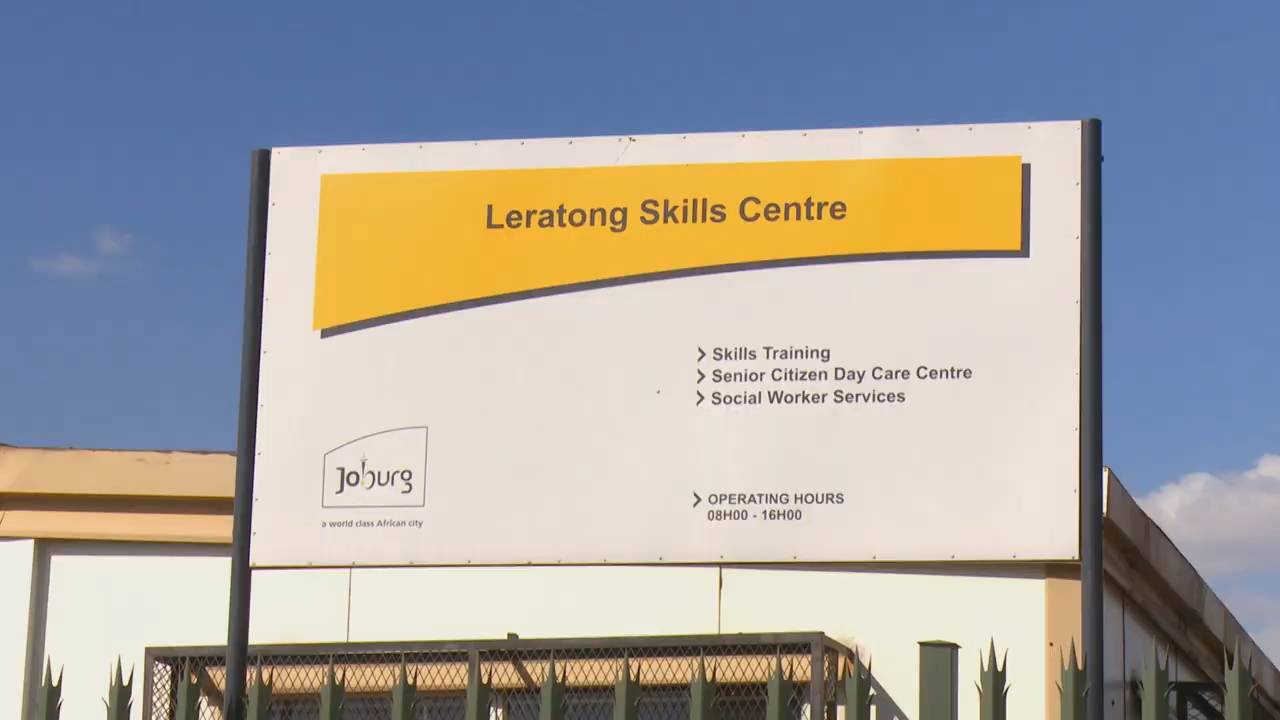 Leratong Skills Centre
Skills Training
Senior Citizen Day Care Centre
Social Worker Services
Joburg
a world class African city
OPERATING HOURS
08H00 - 16H00